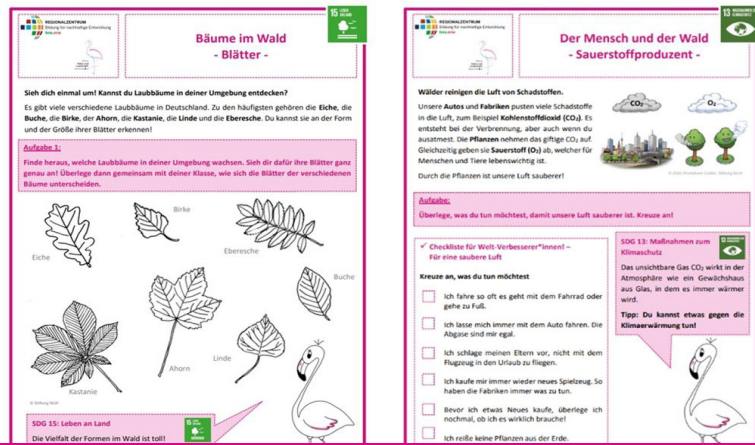 REGIONALZENTRUM
Bildung für nachhaltige Entwicklung
15 LEBEN AN LAND
Bäume im Wald
- Blätter -
Sieh dich einmal um! Kannst du Laubbäume in deiner Umgebung entdecken?
Es gibt viele verschiedene Laubbäume in Deutschland. Zu den häufigsten gehören die Eiche, die
Buche, die Birke, der Ahorn, die Kastanie, die Linde und die Eberesche. Du kannst sie an der Form
und der Größe ihrer Blätter erkennen!
Aufgabe 1:
Finde heraus, welche Laubbäume in deiner Umgebung wachsen. Sieh dir dafür ihre Blätter ganz
genau an! Überlege dann gemeinsam mit deiner Klasse, wie sich die Blätter der verschiedenen
Bäume unterscheiden.
Birke
Eiche
Eberesche
Buche
Linde
Ahorn
Kastanie
SDG 15: Leben an Land
Die Vielfalt der Formen im Wald ist toll!
REGIONALZENTRUM
Bildung für nachhaltige Entwicklung
13
Der Mensch und der Wald
- Sauerstoffproduzent -
Wälder reinigen die Luft von Schadstoffen.
Unsere Autos und Fabriken pusten viele Schadstoffe
in die Luft, zum Beispiel Kohlenstoffdioxid (CO₂). Es
entsteht bei der Verbrennung, aber auch wenn du
ausatmest. Die Pflanzen nehmen das giftige CO₂ auf.
Gleichzeitig geben sie Sauerstoff (O₂) ab, welcher für
Menschen und Tiere lebenswichtig ist.
Durch die Pflanzen ist unsere Luft sauberer!
CO₂
O₂
Aufgabe:
Überlege, was du tun möchtest, damit unsere Luft sauberer ist. Kreuze an!
✓ Checkliste für Welt-Verbesserer*innen! –
Für eine saubere Luft
Kreuze an, was du tun möchtest
Ich fahre so oft es geht mit dem Fahrrad oder
gehe zu Fuß.
Ich lasse mich immer mit dem Auto fahren. Die
Abgase sind mir egal.
Ich schlage meinen Eltern vor, nicht mit dem
Flugzeug in den Urlaub zu fliegen.
Ich kaufe mir immer wieder neues Spielzeug. So
haben die Fabriken immer was zu tun.
Bevor ich etwas Neues kaufe, überlege ich
nochmal, ob ich es wirklich brauche!
Ich reiße keine Pflanzen aus der Erde.
SDG 13: Maßnahmen zum
Klimaschutz
Das unsichtbare Gas CO₂ wirkt in der
Atmosphäre wie ein Gewächshaus
aus Glas, in dem es immer wärmer
wird.
Tipp: Du kannst etwas gegen die
Klimaerwärmung tun!